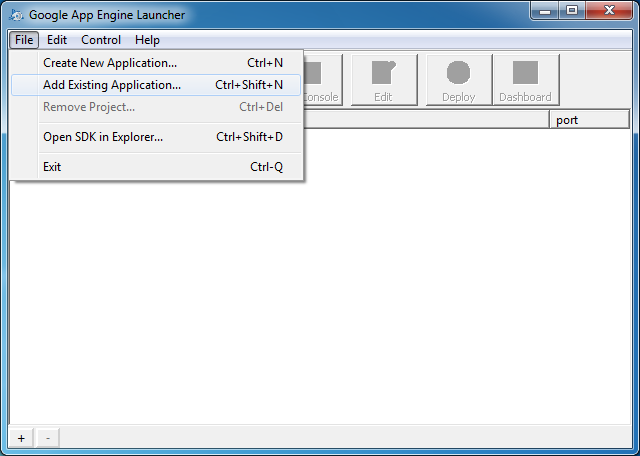 Google App Engine Launcher
File Edit Control Help
Create New Application... Ctrl+N
Add Existing Application... Ctrl+Shift+N
Remove Project... Ctrl+Del
Open SDK in Explorer... Ctrl+Shift+D
Exit Ctrl-Q
Console Edit Deploy Dashboard
port
+ -